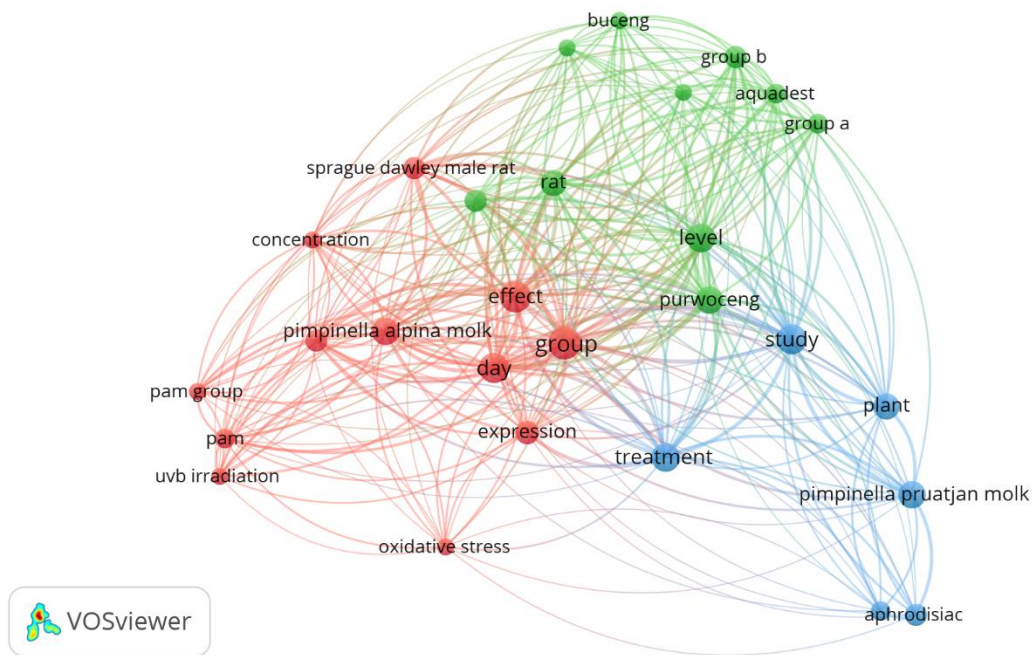 buceng
group b
aquadest
group a
sprague dawley male rat
rat
concentration
level
effect
purwoceng
pimpinella alpina molk
group
study
day
pam group
plant
expression
pam
treatment
uvb irradiation
pimpinella pruatjan molk
oxidative stress
aphrodisiac
VOSviewer